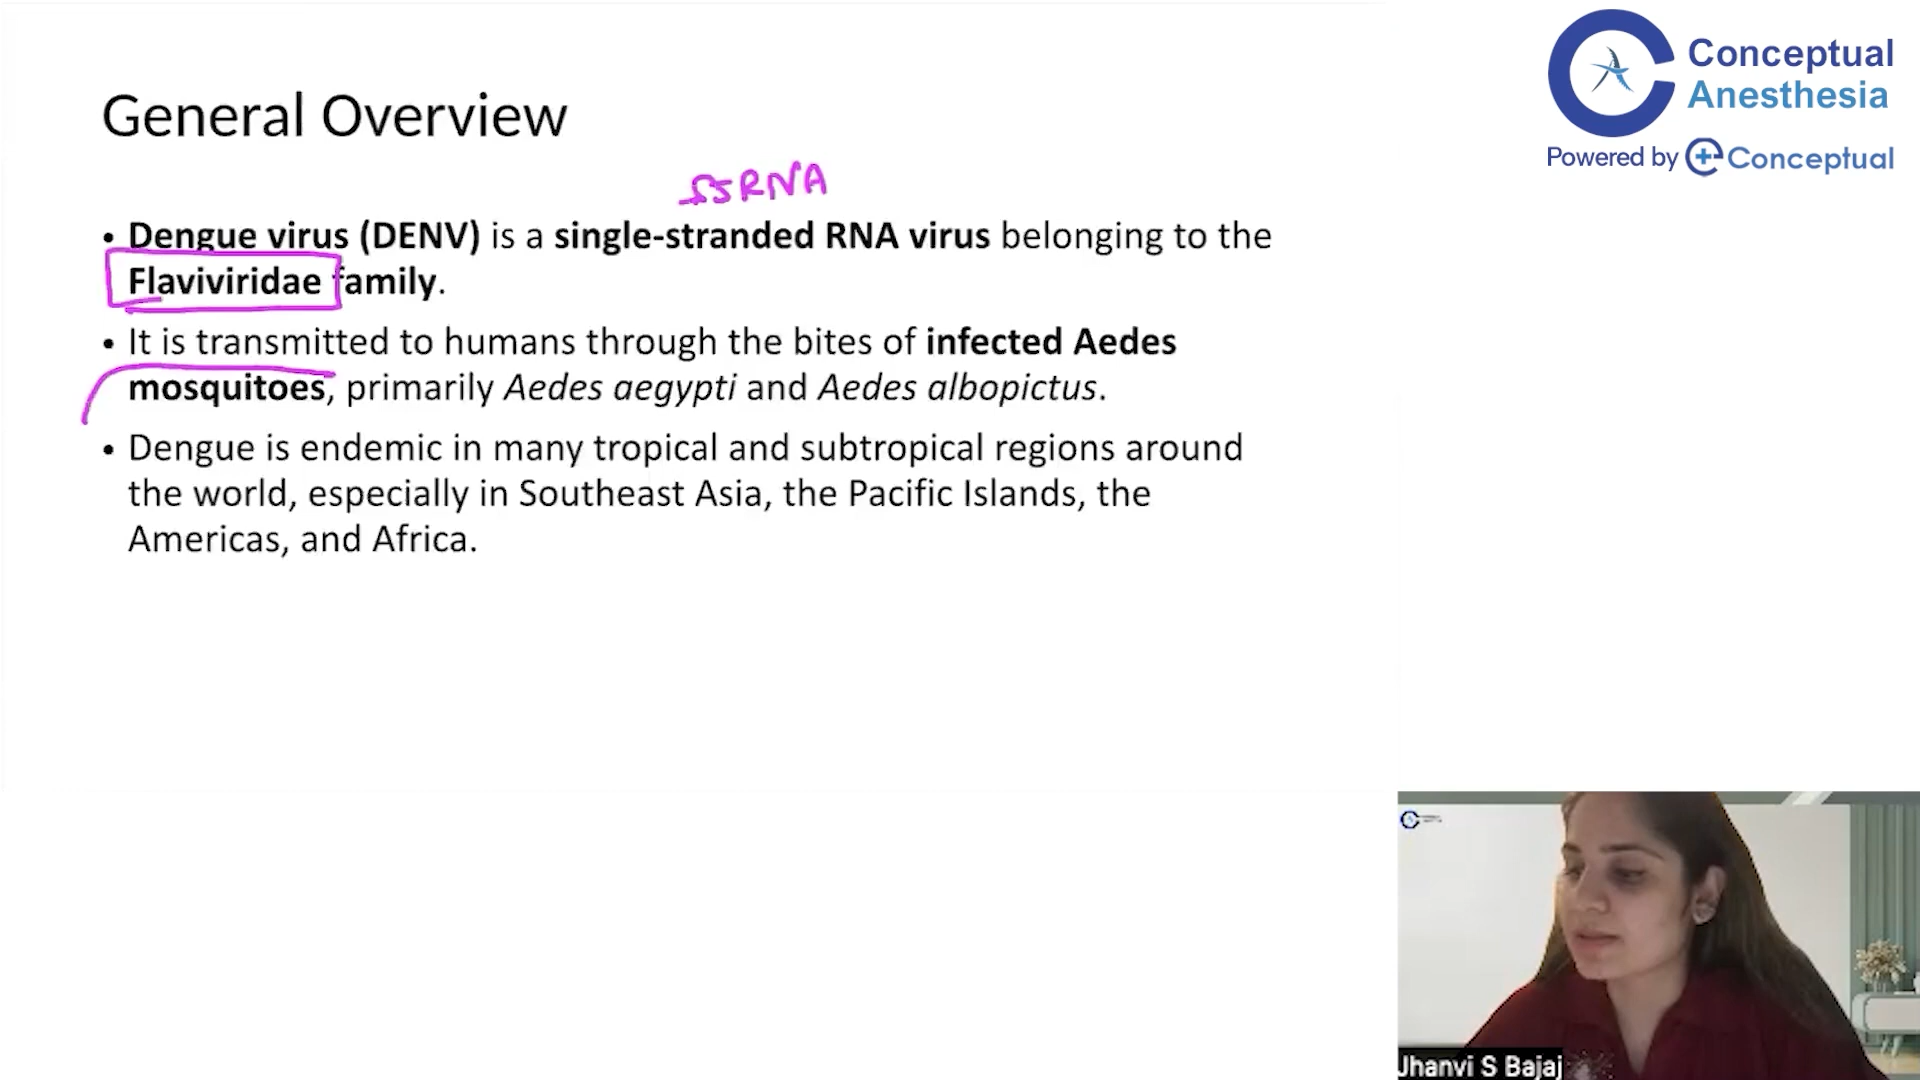 Conceptual
Anesthesia
Powered by Conceptual
General Overview
ssRNA
• Dengue virus (DENV) is a single-stranded RNA virus belonging to the
Flaviviridae family.
• It is transmitted to humans through the bites of infected Aedes
mosquitoes, primarily Aedes aegypti and Aedes albopictus.
• Dengue is endemic in many tropical and subtropical regions around
the world, especially in Southeast Asia, the Pacific Islands, the
Americas, and Africa.
Jhanvi S Bajaj